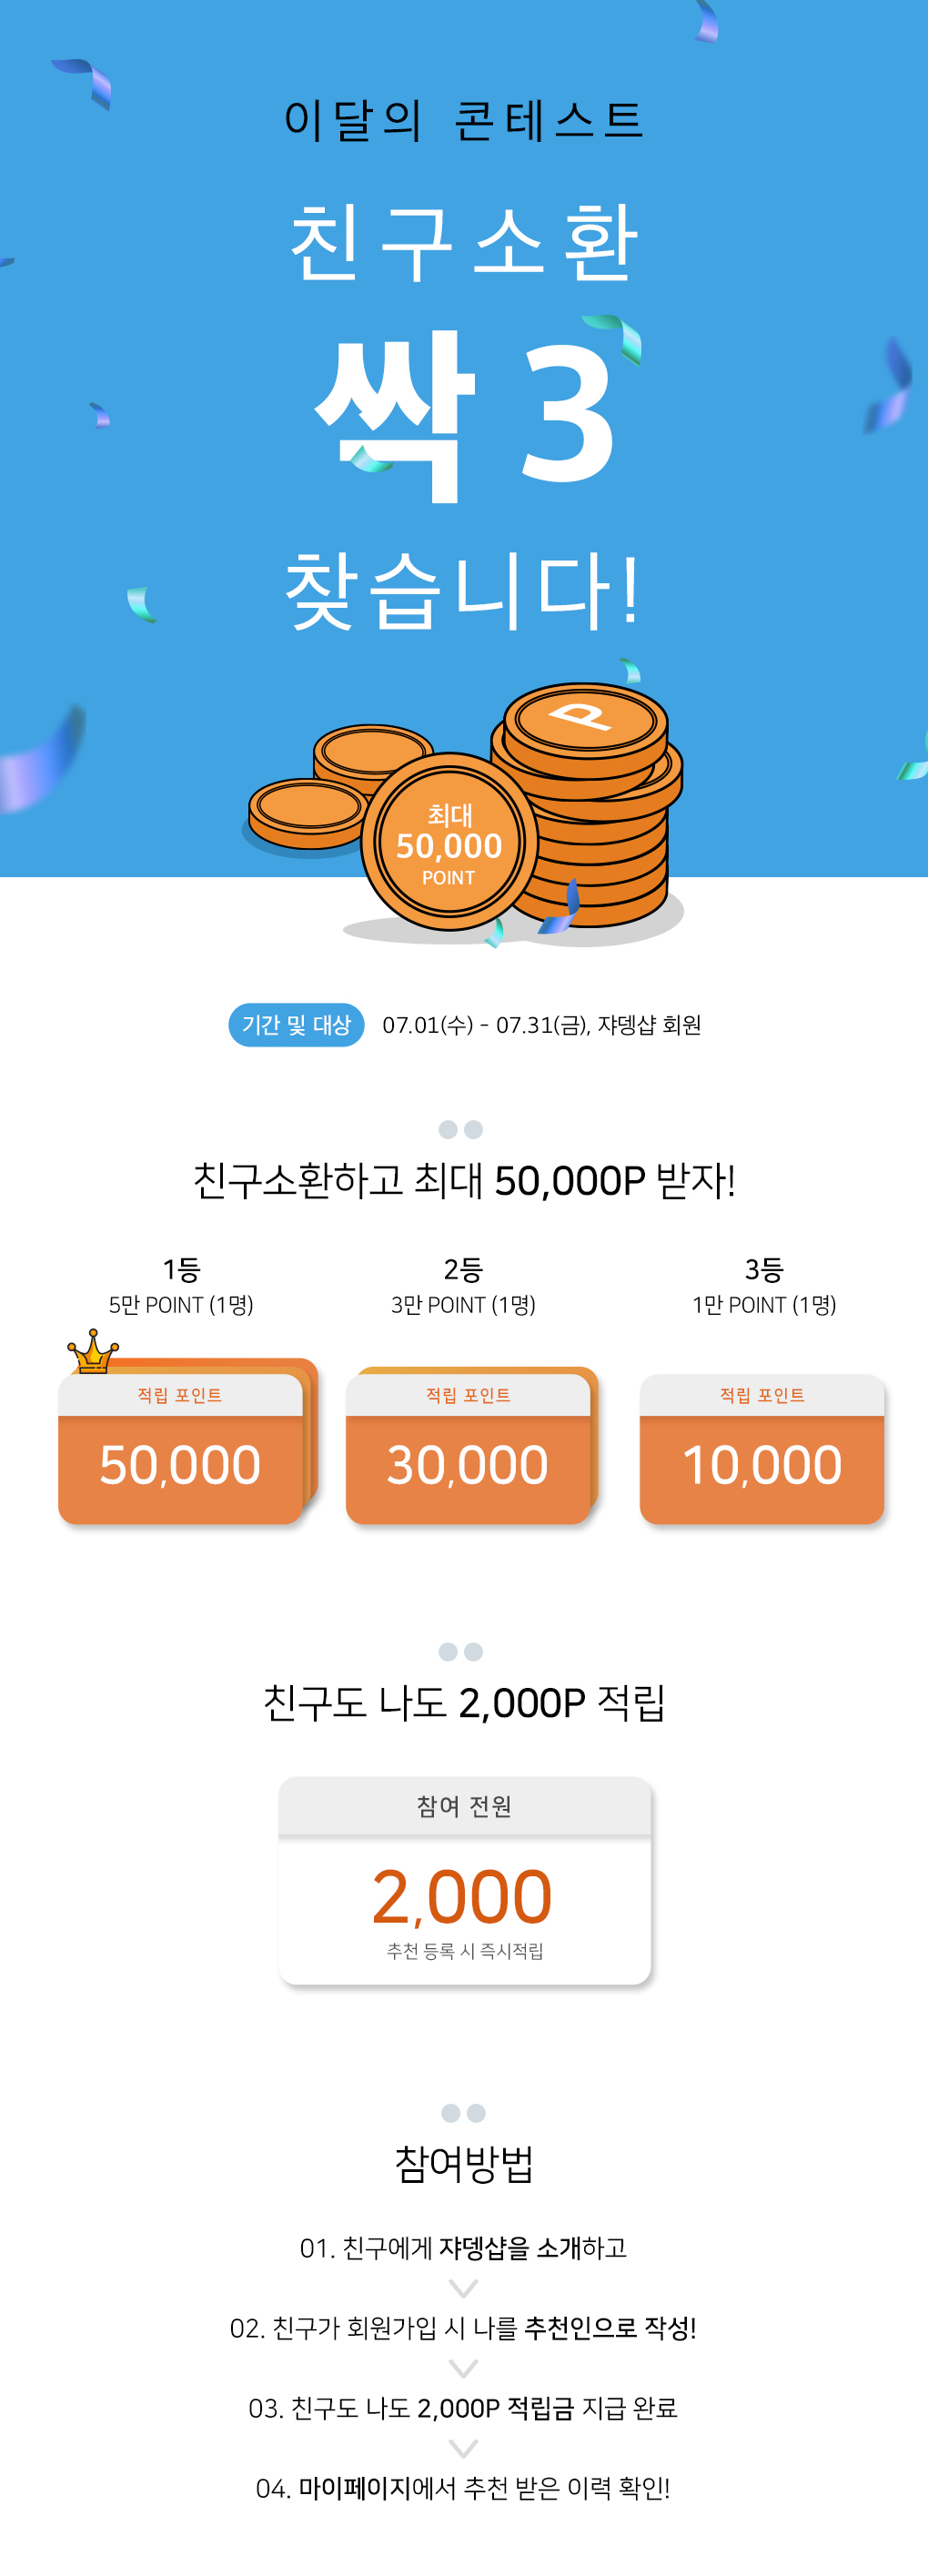 이달의 콘테스트
친구소환
싹 3
찾습니다!
P
최대
50,000
POINT
기간 및 대상 07.01(수) - 07.31(금), 쟈뎅샵 회원
친구소환하고 최대 50,000P 받자!
1등 2등 3등
5만 POINT (1명) 3만 POINT (1명) 1만 POINT (1명)
적립 포인트 적립 포인트 적립 포인트
50,000 30,000 10,000
친구도 나도 2,000P 적립
참여 전원
2,000
추천 등록 시 즉시적립
참여방법
01. 친구에게 쟈뎅샵을 소개하고
02. 친구가 회원가입 시 나를 추천인으로 작성!
03. 친구도 나도 2,000P 적립금 지급 완료
04. 마이페이지에서 추천 받은 이력 확인!